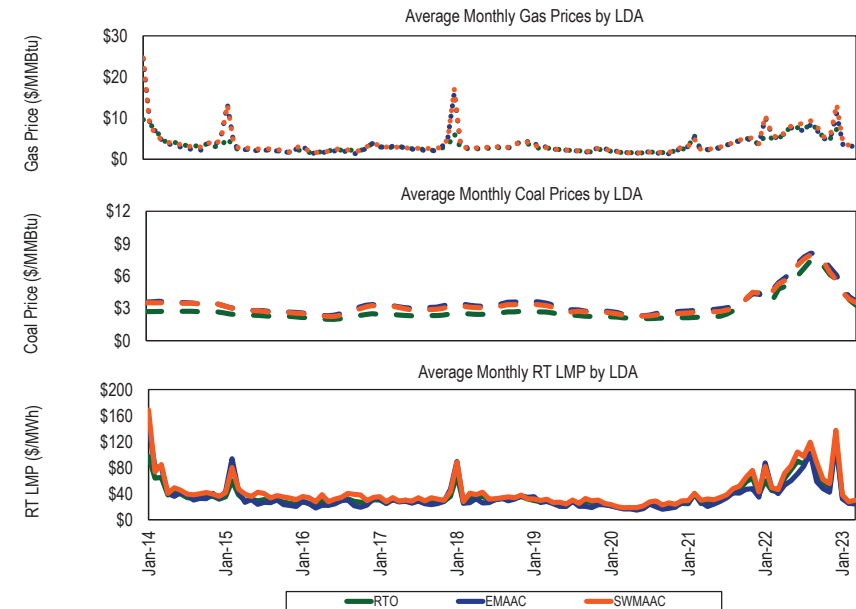 Average Monthly Gas Prices by LDA
Gas Price ($/MMBtu)
$30
$20
$10
$0
Average Monthly Coal Prices by LDA
Coal Price ($/MMBtu)
$12
$9
$6
$3
$0
Average Monthly RT LMP by LDA
RT LMP ($/MWh)
$200
$160
$120
$80
$40
$0
Jan-14
Jan-15
Jan-16
Jan-17
Jan-18
Jan-19
Jan-20
Jan-21
Jan-22
Jan-23
RTO EMAAC SWMAAC